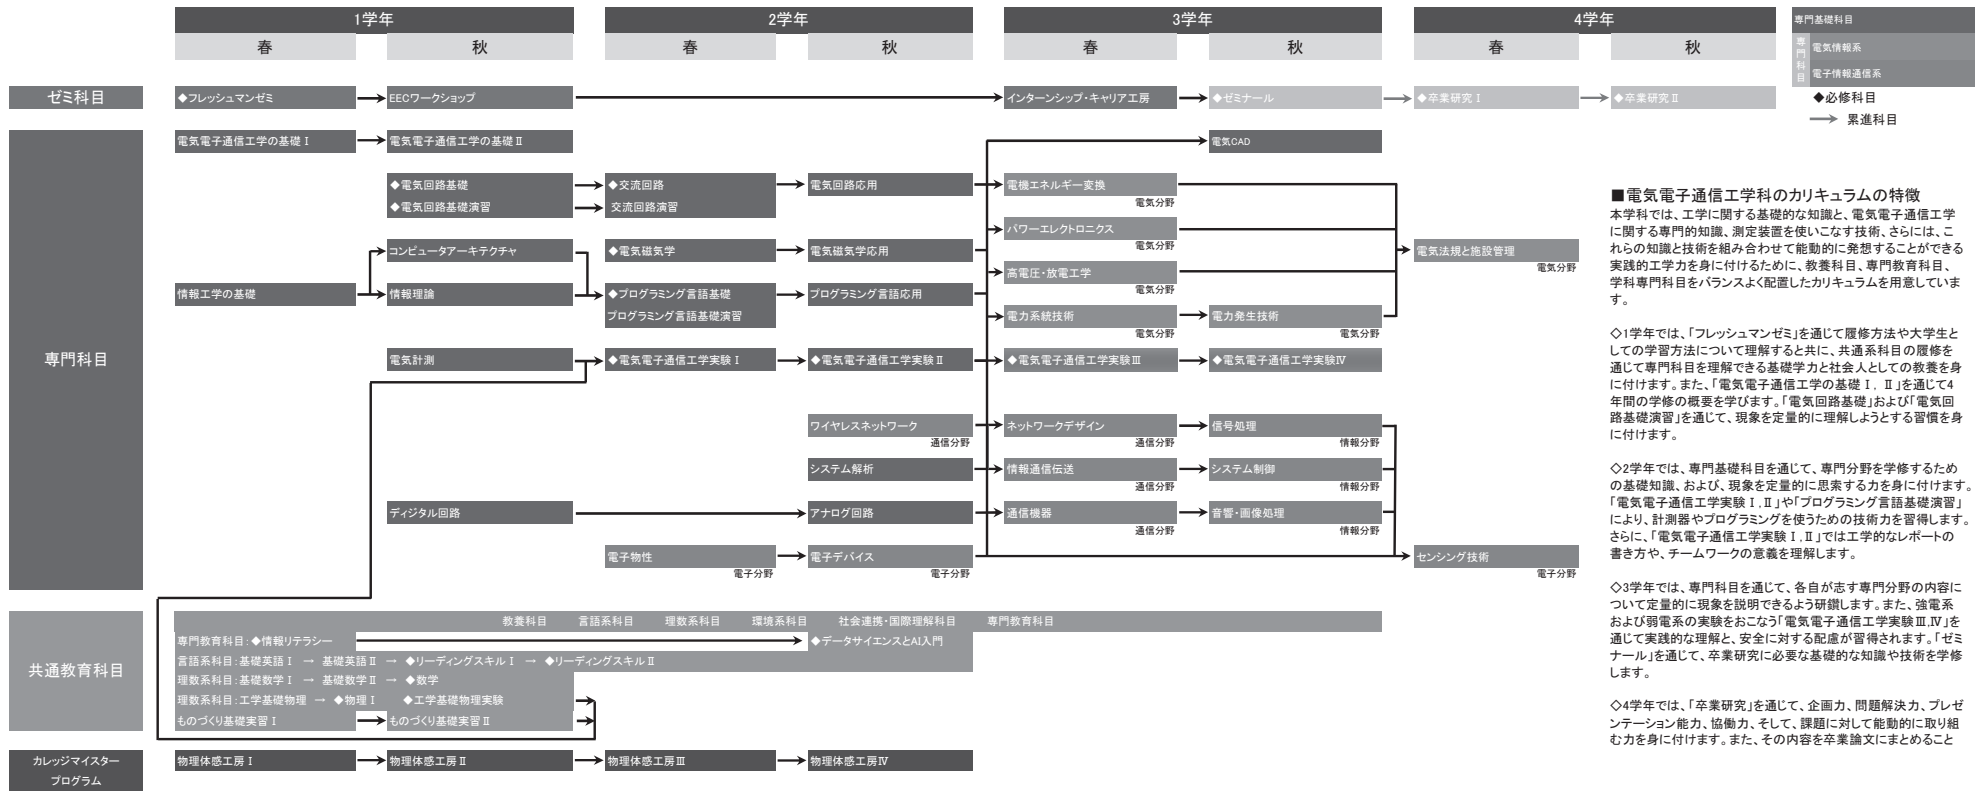 1学年 2学年 3学年 4学年
春 秋 春 秋 春 秋 春 秋
専門基礎科目
専門科目
電気情報系
電子情報通信系
◆必修科目
→ 累進科目
ゼミ科目
◆フレッシュマンゼミ → EECワークショップ → インターンシップ・キャリア工房 → ◆ゼミナール → ◆卒業研究Ⅰ → ◆卒業研究Ⅱ
専門科目
電気電子通信工学の基礎Ⅰ → 電気電子通信工学の基礎Ⅱ 電気CAD
◆電気回路基礎 → ◆交流回路 → 電気回路応用 → 電機エネルギー変換
電気分野
◆電気回路基礎演習 → 交流回路演習
パワーエレクトロニクス
電気分野
コンピュータアーキテクチャ ◆電気磁気学 → 電気磁気学応用 電気法規と施設管理
電気分野
高電圧・放電工学
電気分野
情報工学の基礎 → 情報理論 → ◆プログラミング言語基礎 → プログラミング言語応用
プログラミング言語基礎演習 電力系統技術 → 電力発生技術
電気分野 電気分野
電気計測 → ◆電気電子通信工学実験Ⅰ → ◆電気電子通信工学実験Ⅱ → ◆電気電子通信工学実験Ⅲ → ◆電気電子通信工学実験Ⅳ
ワイヤレスネットワーク → ネットワークデザイン → 信号処理
通信分野 通信分野 情報分野
システム解析 → 情報通信伝送 → システム制御
通信分野 情報分野
ディジタル回路 → アナログ回路 → 通信機器 → 音響・画像処理
通信分野 情報分野
電子物性 → 電子デバイス → センシング技術
電子分野 電子分野 電子分野
共通教育科目
教養科目 言語系科目 理数系科目 環境系科目 社会連携・国際理解科目 専門教育科目
専門教育科目:◆情報リテラシー → ◆データサイエンスとAI入門
言語系科目:基礎英語Ⅰ → 基礎英語Ⅱ → ◆リーディングスキルⅠ → ◆リーディングスキルⅡ
理数系科目:基礎数学Ⅰ → 基礎数学Ⅱ → ◆数学
理数系科目:工学基礎物理 → ◆物理Ⅰ ◆工学基礎物理実験
ものづくり基礎実習Ⅰ → ものづくり基礎実習Ⅱ
カレッジマイスター
プログラム
物理体感工房Ⅰ → 物理体感工房Ⅱ → 物理体感工房Ⅲ → 物理体感工房Ⅳ
■電気電子通信工学科のカリキュラムの特徴
本学科では、工学に関する基礎的な知識と、電気電子通信工学
に関する専門的知識、測定装置を使いこなす技術、さらには、こ
れらの知識と技術を組み合わせて能動的に発想することができる
実践的工学力を身に付けるために、教養科目、専門教育科目、
学科専門科目をバランスよく配置したカリキュラムを用意していま
す。
◇1学年では、「フレッシュマンゼミ」を通じて履修方法や大学生と
しての学習方法について理解すると共に、共通系科目の履修を
通じて専門科目を理解できる基礎学力と社会人としての教養を身
に付けます。また、「電気電子通信工学の基礎Ⅰ, Ⅱ」を通じて4
年間の学修の概要を学びます。「電気回路基礎」および「電気回
路基礎演習」を通じて、現象を定量的に理解しようとする習慣を身
に付けます。
◇2学年では、専門基礎科目を通じて、専門分野を学修するため
の基礎知識、および、現象を定量的に思索する力を身に付けます。
「電気電子通信工学実験Ⅰ,Ⅱ」や「プログラミング言語基礎演習」
により、計測器やプログラミングを使うための技術力を習得します。
さらに、「電気電子通信工学実験Ⅰ,Ⅱ」では工学的なレポートの
書き方や、チームワークの意義を理解します。
◇3学年では、専門科目を通じて、各自が志す専門分野の内容に
ついて定量的に現象を説明できるよう研鑽します。また、強電系
および弱電系の実験をおこなう「電気電子通信工学実験Ⅲ,Ⅳ」を
通じて実践的な理解と、安全に対する配慮が習得されます。「ゼミ
ナール」を通じて、卒業研究に必要な基礎的な知識や技術を学修
します。
◇4学年では、「卒業研究」を通じて、企画力、問題解決力、プレゼ
ンテーション能力、協働力、そして、課題に対して能動的に取り組
む力を身に付けます。また、その内容を卒業論文にまとめること